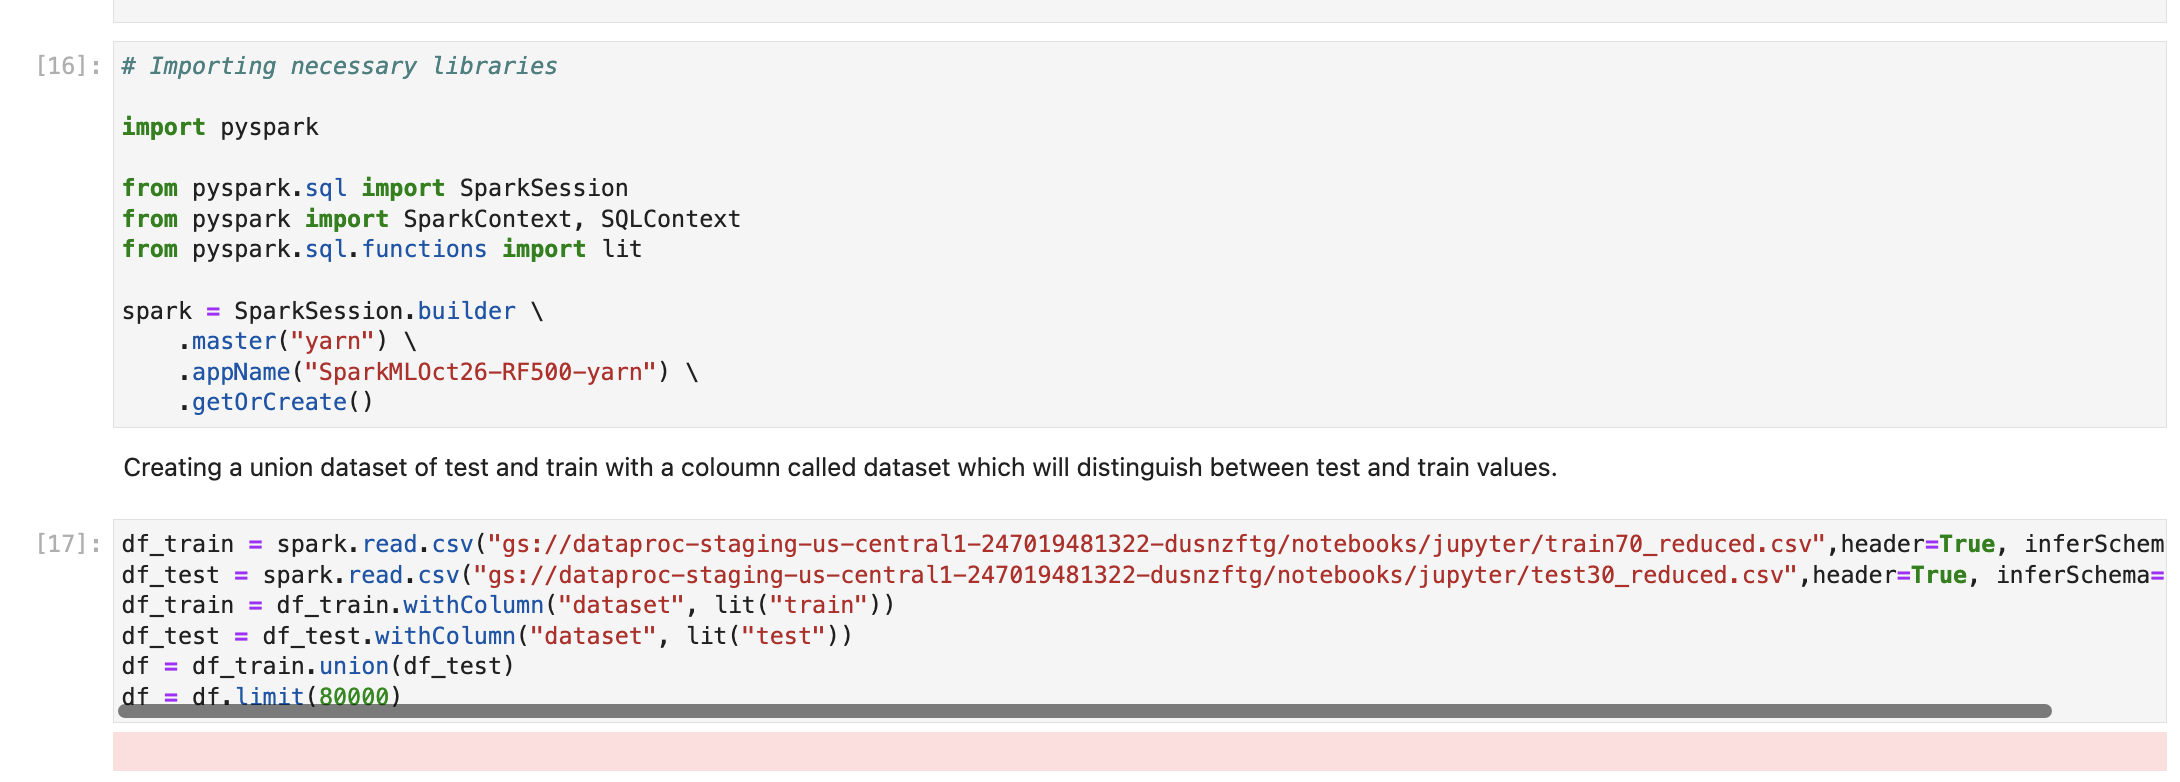 [16]: # Importing necessary libraries
import pyspark
from pyspark.sql import SparkSession
from pyspark import SparkContext, SQLContext
from pyspark.sql.functions import lit
spark = SparkSession.builder \
    .master("yarn") \
    .appName("SparkMLOct26-RF500-yarn") \
    .getOrCreate()
Creating a union dataset of test and train with a coloumn called dataset which will distinguish between test and train values.
[17]: df_train = spark.read.csv("gs://dataproc-staging-us-central1-247019481322-dusnzftg/notebooks/jupyter/train70_reduced.csv",header=True, inferSchem
df_test = spark.read.csv("gs://dataproc-staging-us-central1-247019481322-dusnzftg/notebooks/jupyter/test30_reduced.csv",header=True, inferSchema=
df_train = df_train.withColumn("dataset", lit("train"))
df_test = df_test.withColumn("dataset", lit("test"))
df = df_train.union(df_test)
df = df.limit(80000)